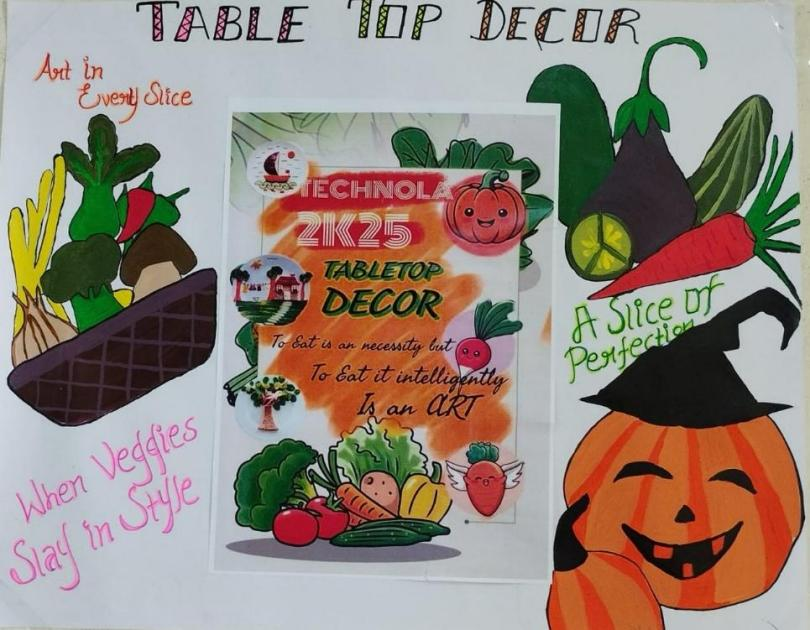 TABLE TOP DECOR
Art in
Every Slice
TECHNOLA
2K25
TABLETOP
DECOR
To Eat is an necessity but
To Eat it intelligently
Is an ART
A Slice Of
Perfection
When Veggies
Slay in Style